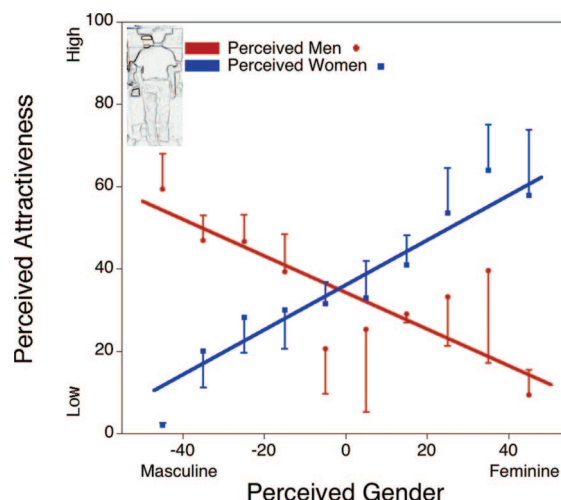 100
80
60
40
20
0
High
Low
Perceived Attractiveness
Perceived Men
Perceived Women
-40
-20
0
20
40
Masculine
Feminine
Perceived Gender